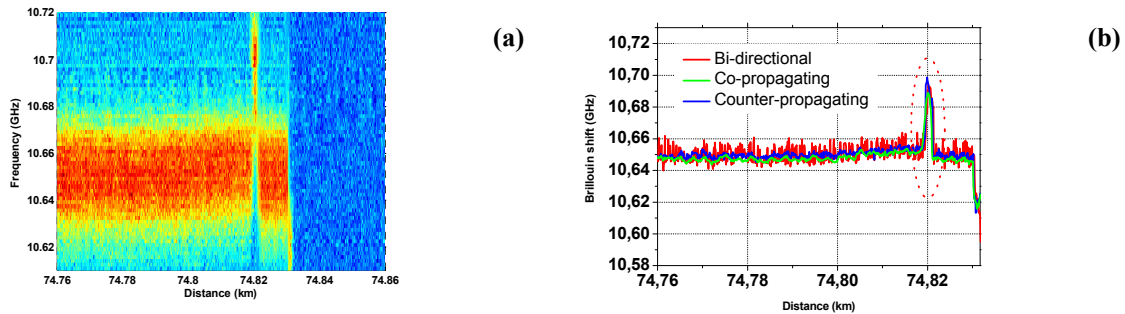 (a)
10.72
10.7
10.68
10.66
10.64
10.62
Frequency (GHz)
74.76 74.78 74.8 74.82 74.84 74.86
Distance (km)
(b)
10,72
10,70
10,68
10,66
10,64
10,62
10,60
10,58
Brillouin shift (GHz)
Bi-directional
Co-propagating
Counter-propagating
74,76 74,78 74,80 74,82
Distance (km)